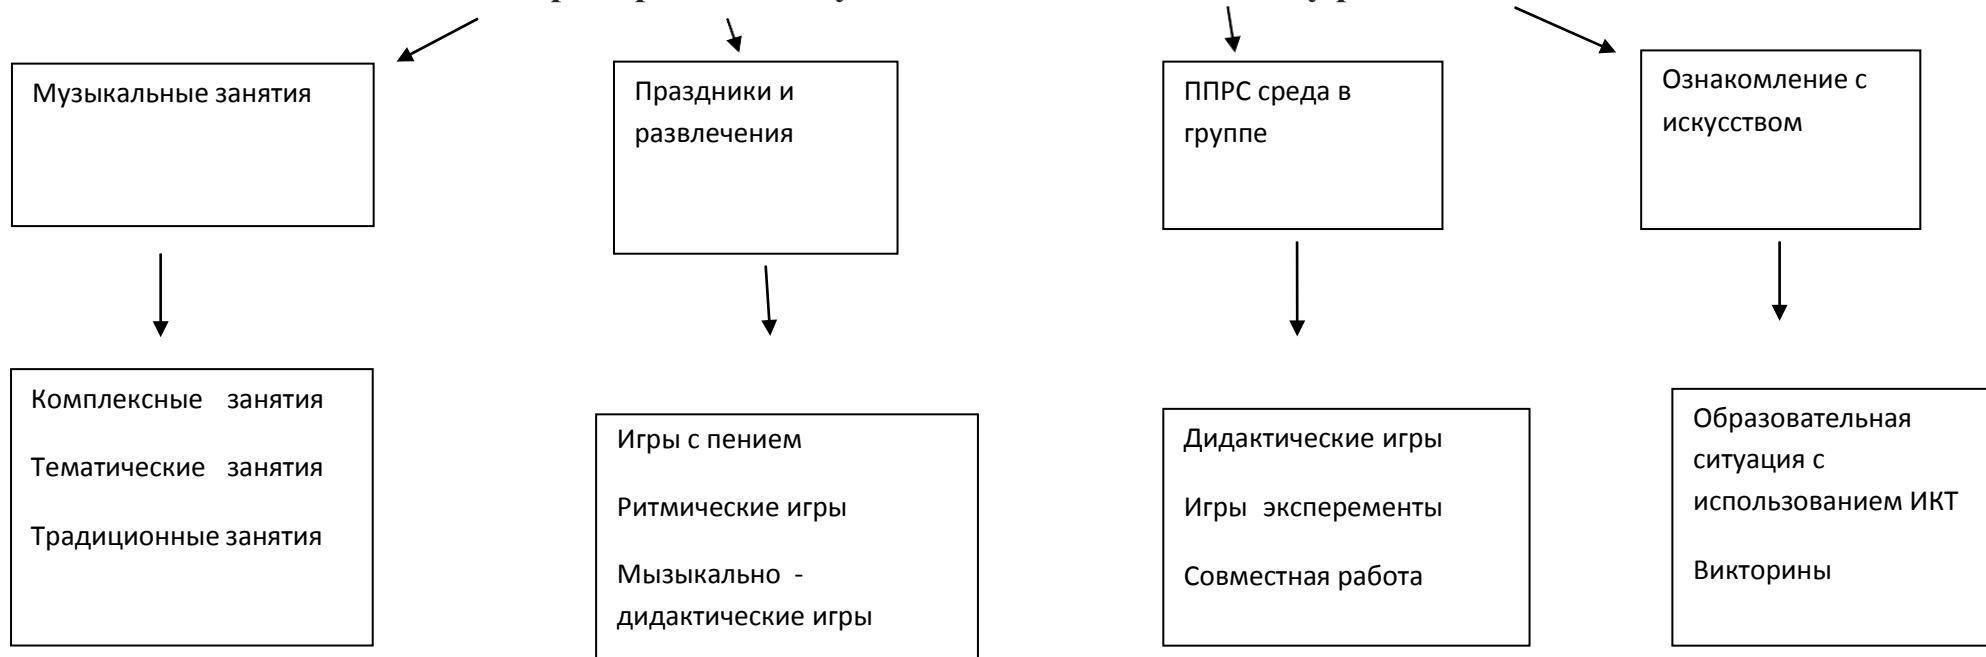 Музыкальные занятия
Праздники и
развлечения
ППРС среда в
группе
Ознакомление с
искусством
Комплексные занятия
Тематические занятия
Традиционные занятия
Игры с пением
Ритмические игры
Мызыкально -
дидактические игры
Дидактические игры
Игры эксперементы
Совместная работа
Образовательная
ситуация с
использованием ИКТ
Викторины